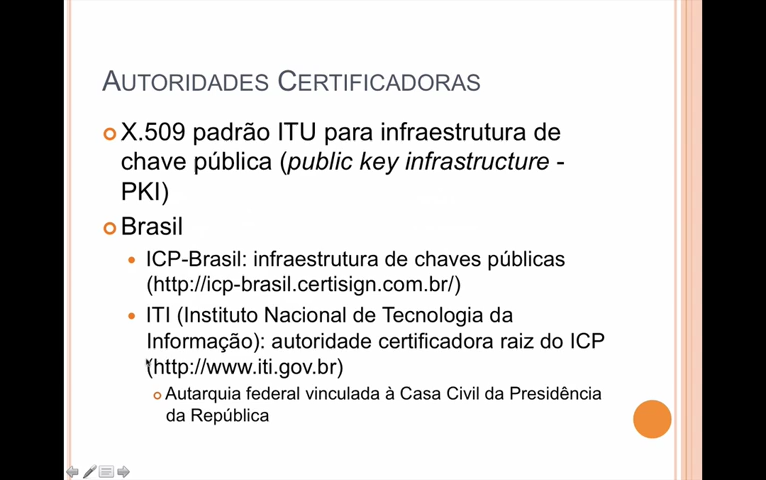 AUTORIDADES CERTIFICADORAS
X.509 padrão ITU para infraestrutura de
chave pública (public key infrastructure -
PKI)
Brasil
ICP-Brasil: infraestrutura de chaves públicas
(http://icp-brasil.certisign.com.br/)
ITI (Instituto Nacional de Tecnologia da
Informação): autoridade certificadora raiz do ICP
(http://www.iti.gov.br)
Autarquia federal vinculada à Casa Civil da Presidência
da República